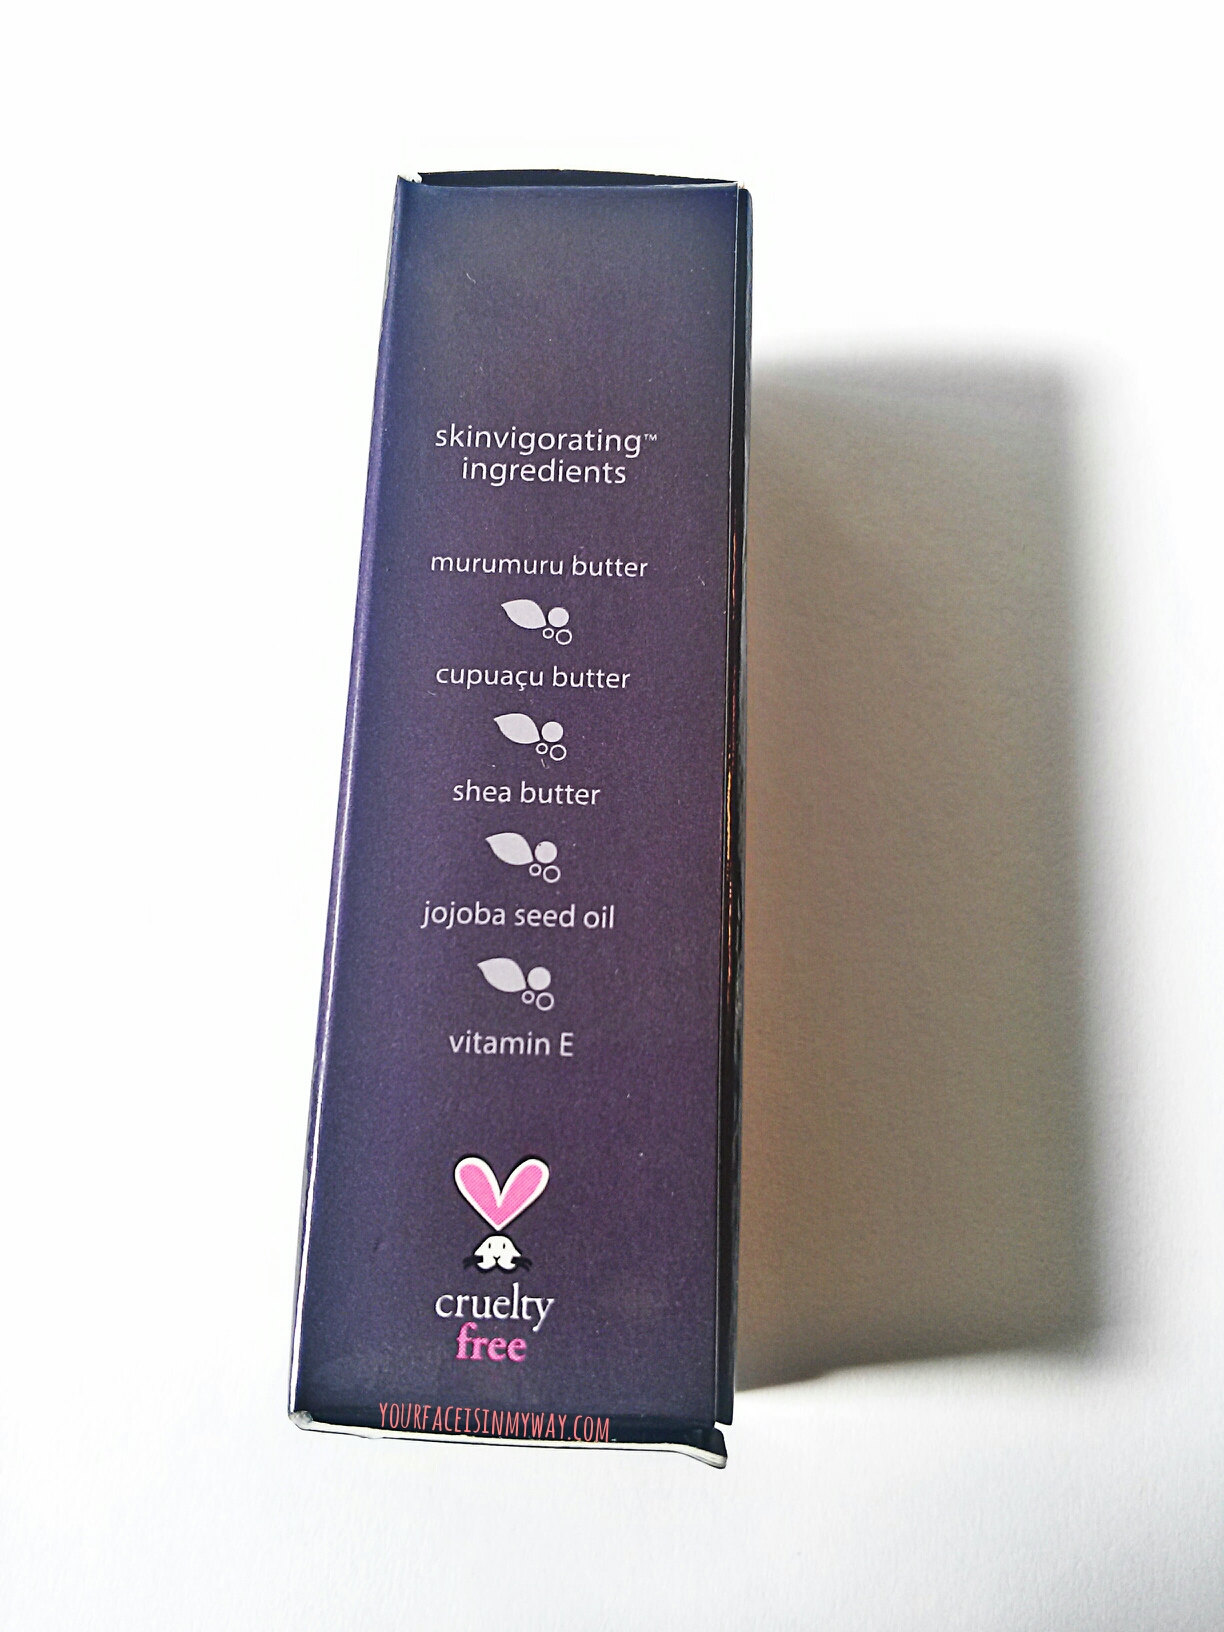 skinvigorating™
ingredients
murumuru butter
cupuaçu butter
shea butter
jojoba seed oil
vitamin E
cruelty
free
YOURFACEISINMYWAY.COM